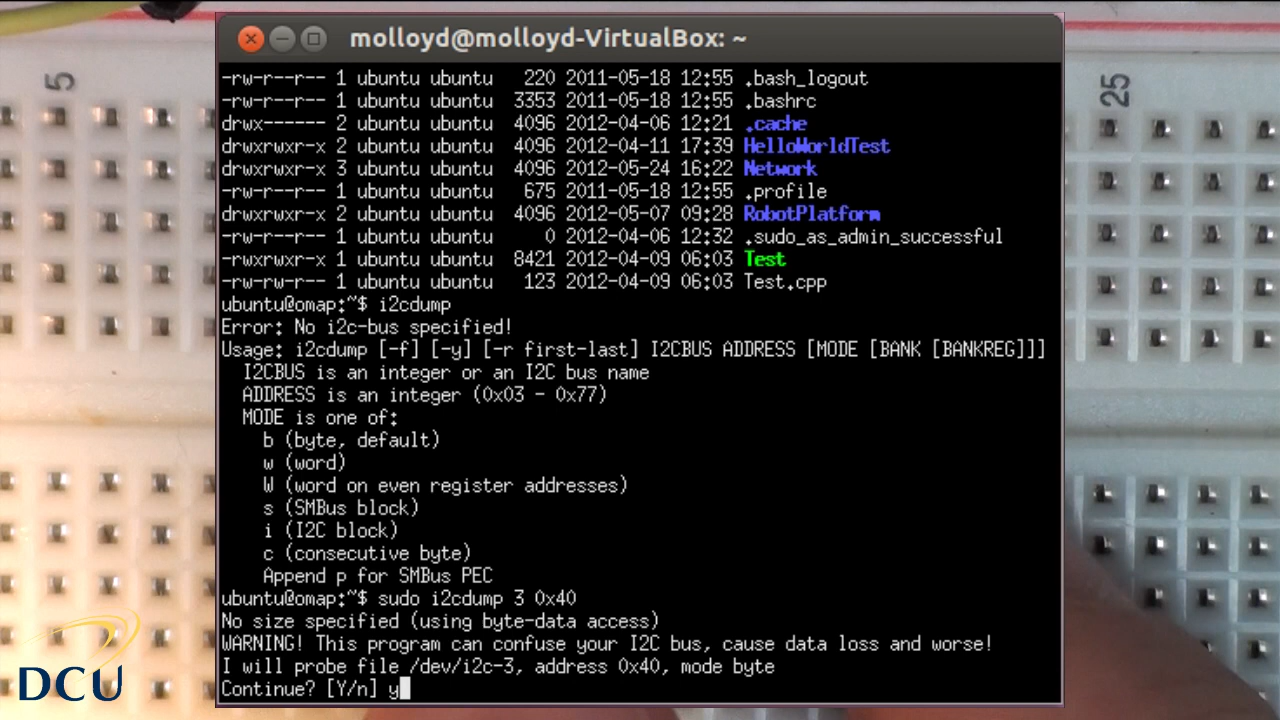 molloyd@molloyd-VirtualBox: ~
-rw-r--r-- 1 ubuntu ubuntu 220 2011-05-18 12:55 .bash_logout
-rw-r--r-- 1 ubuntu ubuntu 3353 2011-05-18 12:55 .bashrc
drwx------ 2 ubuntu ubuntu 4096 2012-04-06 12:21 .cache
drwxrwxr-x 2 ubuntu ubuntu 4096 2012-04-11 17:39 HelloWorldTest
drwxrwxr-x 3 ubuntu ubuntu 4096 2012-05-24 16:22 Network
-rw-r--r-- 1 ubuntu ubuntu 675 2011-05-18 12:55 .profile
drwxrwxr-x 2 ubuntu ubuntu 4096 2012-05-07 09:28 RobotPlatform
-rw-r--r-- 1 ubuntu ubuntu 0 2012-04-06 12:32 .sudo_as_admin_successful
-rwxrwxr-x 1 ubuntu ubuntu 8421 2012-04-09 06:03 Test
-rw-rw-r-- 1 ubuntu ubuntu 123 2012-04-09 06:03 Test.cpp
ubuntu@omap:~$ i2cdump
Error: No i2c-bus specified!
Usage: i2cdump [-f] [-y] [-r first-last] I2CBUS ADDRESS [MODE [BANK [BANKREG]]]
I2CBUS is an integer or an I2C bus name
ADDRESS is an integer (0x03 - 0x77)
MODE is one of:
b (byte, default)
w (word)
W (word on even register addresses)
s (SMBus block)
i (I2C block)
c (consecutive byte)
Append p for SMBus PEC
ubuntu@omap:~$ sudo i2cdump 3 0x40
No size specified (using byte-data access)
WARNING! This program can confuse your I2C bus, cause data loss and worse!
I will probe file /dev/i2c-3, address 0x40, mode byte
Continue? [Y/n] y
5
25
DCU